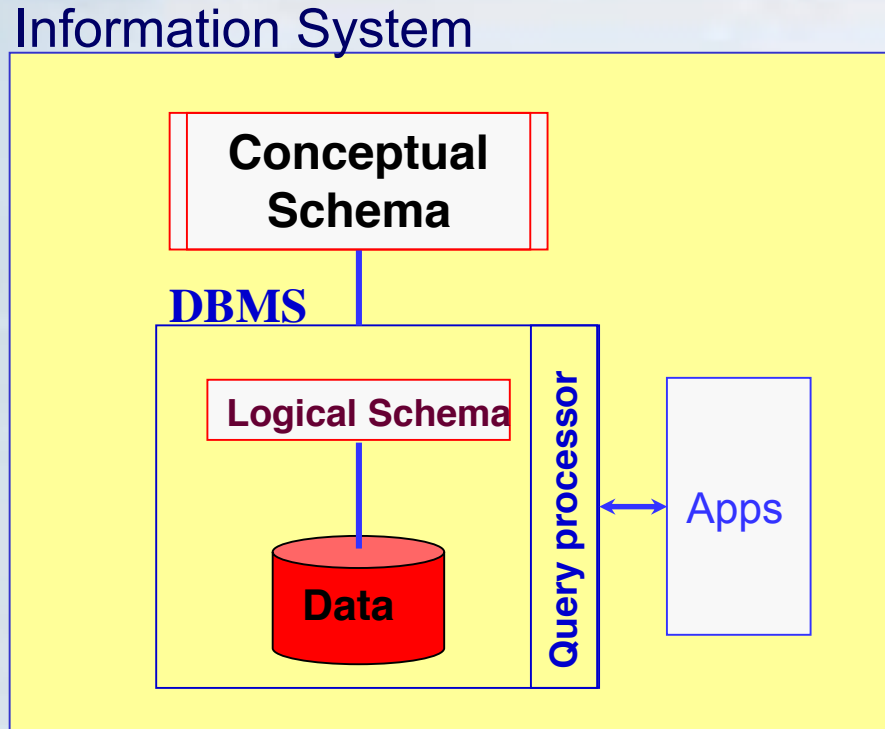 Information System
Conceptual
Schema
DBMS
Logical Schema
Query processor
Apps
Data